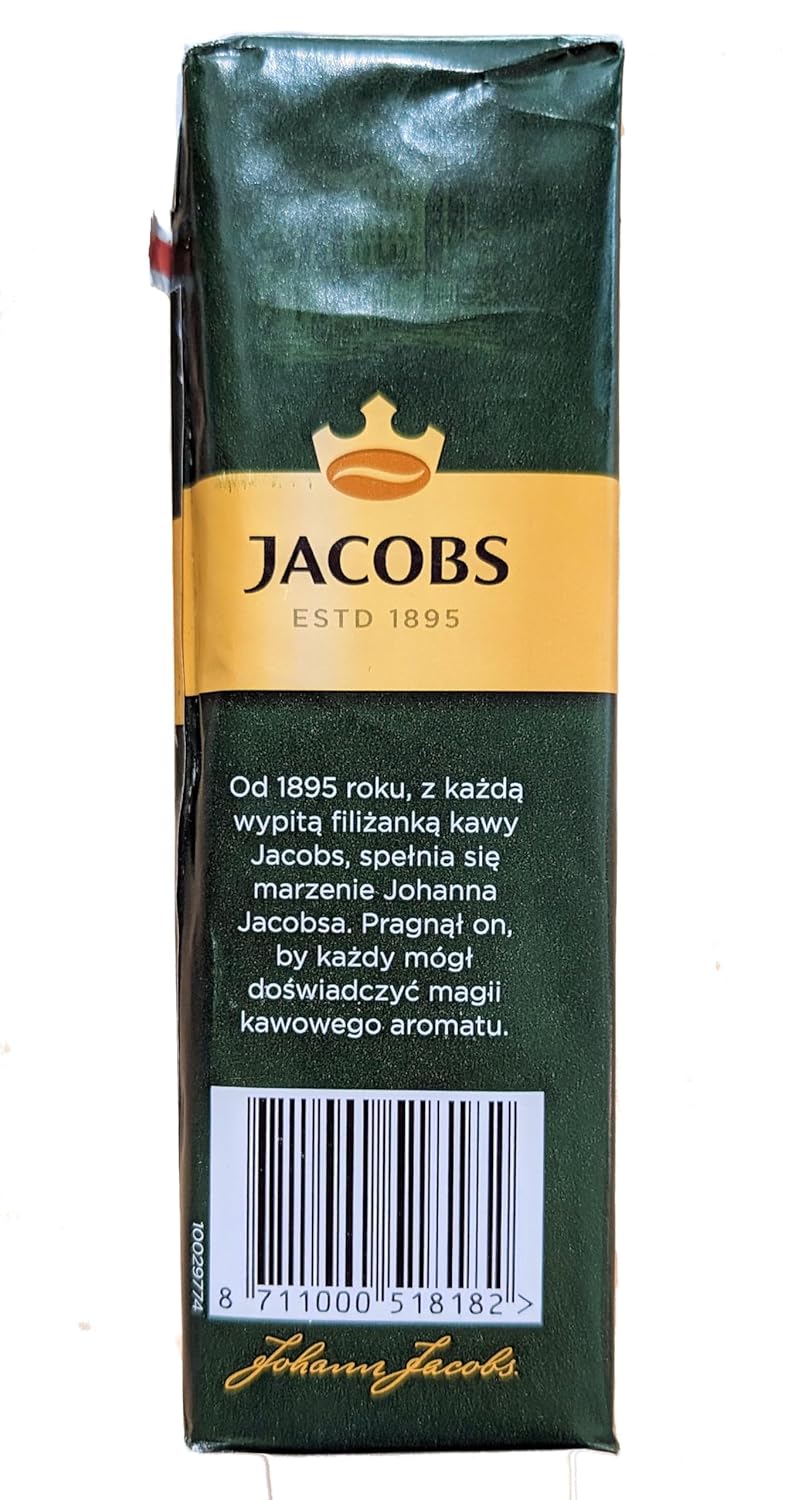 JACOBS
ESTD 1895
Od 1895 roku, z każdą
wypitą filiżanką kawy
Jacobs, spełnia się
marzenie Johanna
Jacobsa. Pragnął on,
by każdy mógł
doświadczyć magii
kawowego aromatu.
10029774
8 711000 518182 >
Johann Jacobs.